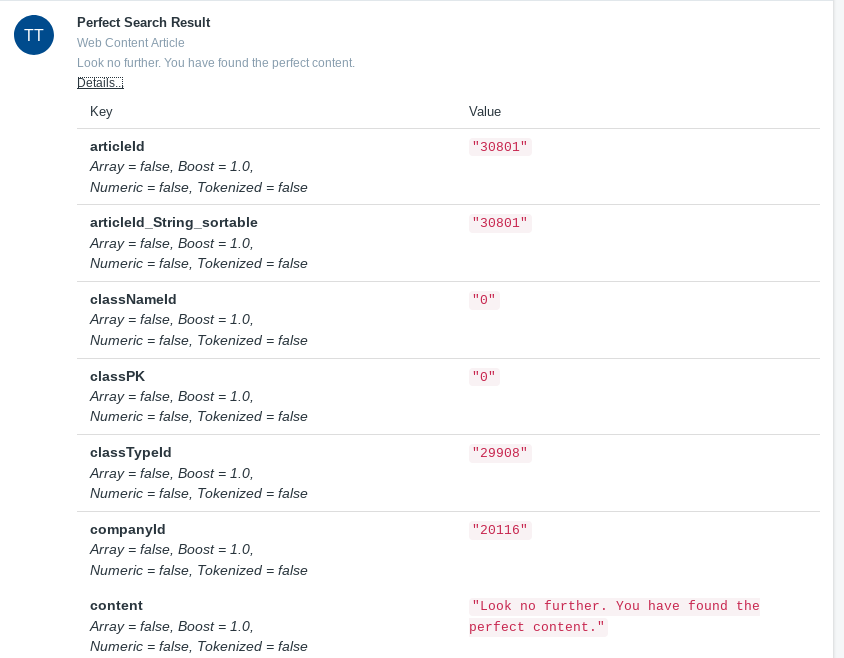 TT
Perfect Search Result
Web Content Article
Look no further. You have found the perfect content.
Details...
Key Value
articleId "30801"
Array = false, Boost = 1.0,
Numeric = false, Tokenized = false
articleId_String_sortable "30801"
Array = false, Boost = 1.0,
Numeric = false, Tokenized = false
classNameId "0"
Array = false, Boost = 1.0,
Numeric = false, Tokenized = false
classPK "0"
Array = false, Boost = 1.0,
Numeric = false, Tokenized = false
classTypeId "29908"
Array = false, Boost = 1.0,
Numeric = false, Tokenized = false
companyId "20116"
Array = false, Boost = 1.0,
Numeric = false, Tokenized = false
content "Look no further. You have found the
Array = false, Boost = 1.0, perfect content."
Numeric = false, Tokenized = false